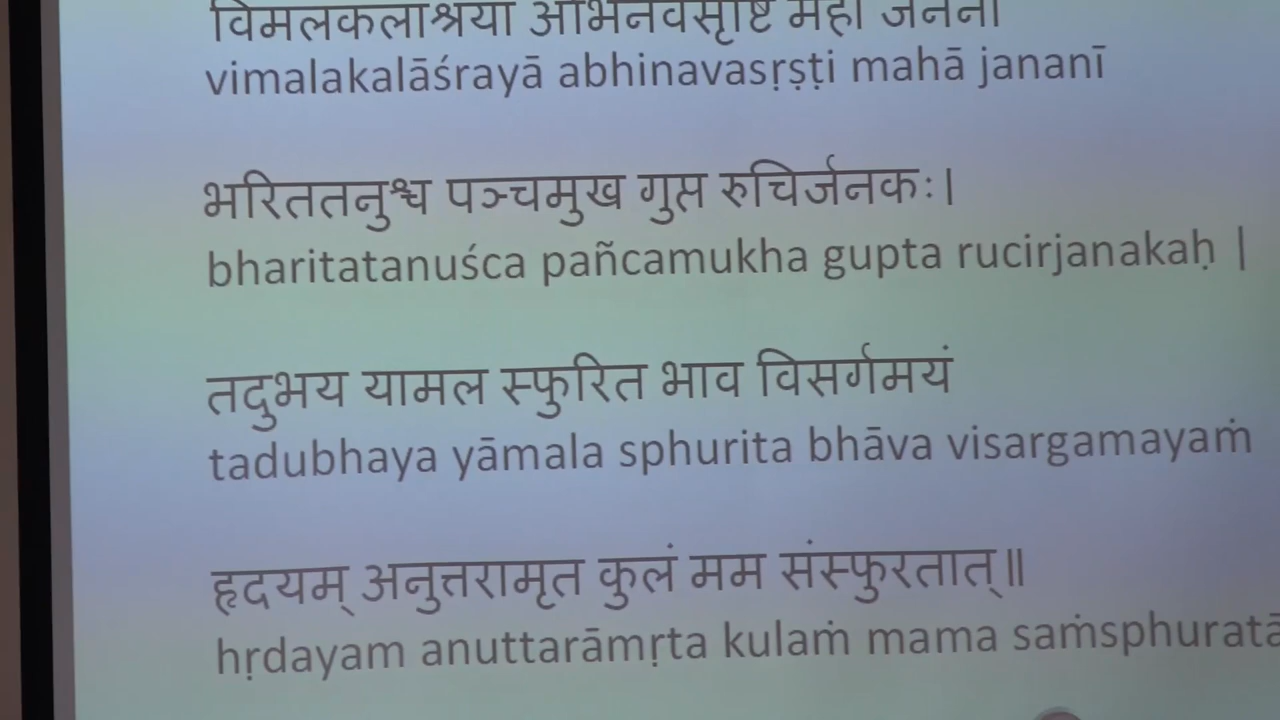 विमलकलाश्रया अभिनवसृष्टि महा जननी
vimalakalāśrayā abhinavasṛṣṭi mahā jananī
भरिततनुश्च पञ्चमुख गुप्त रुचिर्जनकः।
bharitatanuśca pañcamukha gupta rucirjanakaḥ |
तदुभय यामल स्फुरित भाव विसर्गमयं
tadubhaya yāmala sphurita bhāva visargamayaṁ
हृदयम् अनुत्तरामृत कुलं मम संस्फुरतात्॥
hṛdayam anuttarāmṛta kulaṁ mama saṁsphuratā